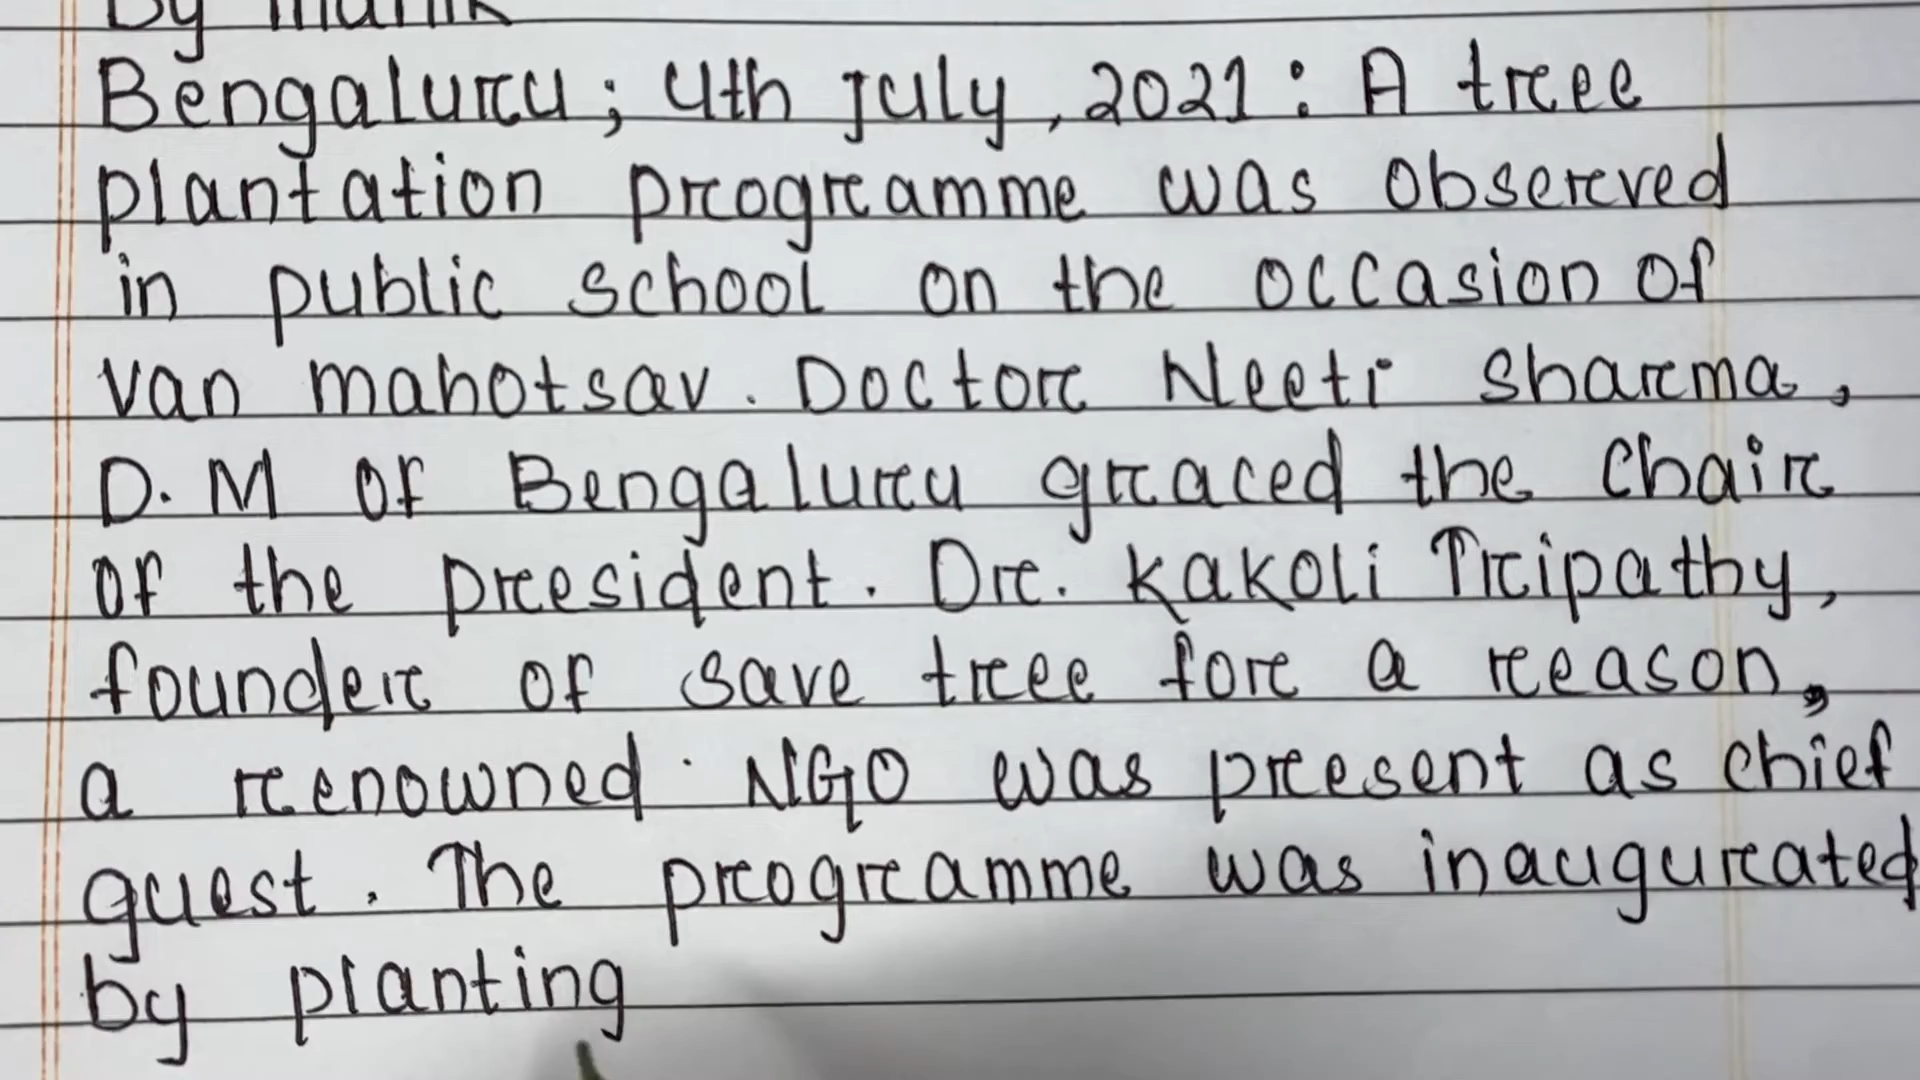 By Manik
Bengaluru; 4th July, 2021: A tree
plantation programme was observed
in public school on the occasion of
van mahotsav. Doctor Neeti Sharma,
D.M of Bengaluru graced the chair
of the president. Dr. Kakoli Tripathy,
founder of save tree for a reason,
a renowned NGO was present as chief
guest. The programme was inaugurated
by planting